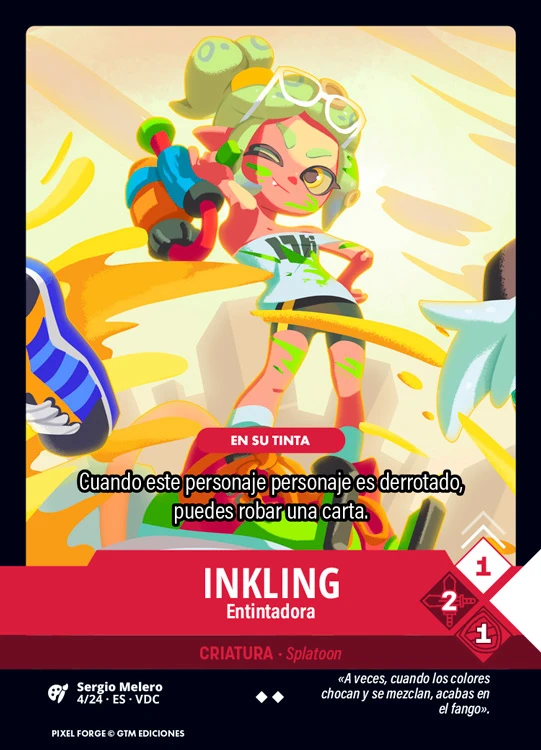 EN SU TINTA
Cuando este personaje personaje es derrotado,
puedes robar una carta.
INKLING
Entintadora
1
2
1
CRIATURA · Splatoon
Sergio Melero
4/24 · ES · VDC
«A veces, cuando los colores
chocan y se mezclan, acabas en
el fango».
PIXEL FORGE © GTM EDICIONES